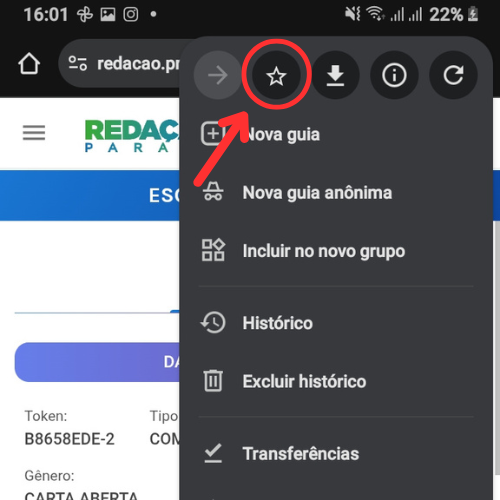 16:01
22%
redacao.pr
REDAÇ
PARA
Nova guia
ESC
Nova guia anônima
Incluir no novo grupo
Histórico
DA
Excluir histórico
Token:
Tipo
B8658EDE-2
COM
Transferências
Gênero:
CARTA ABERTA